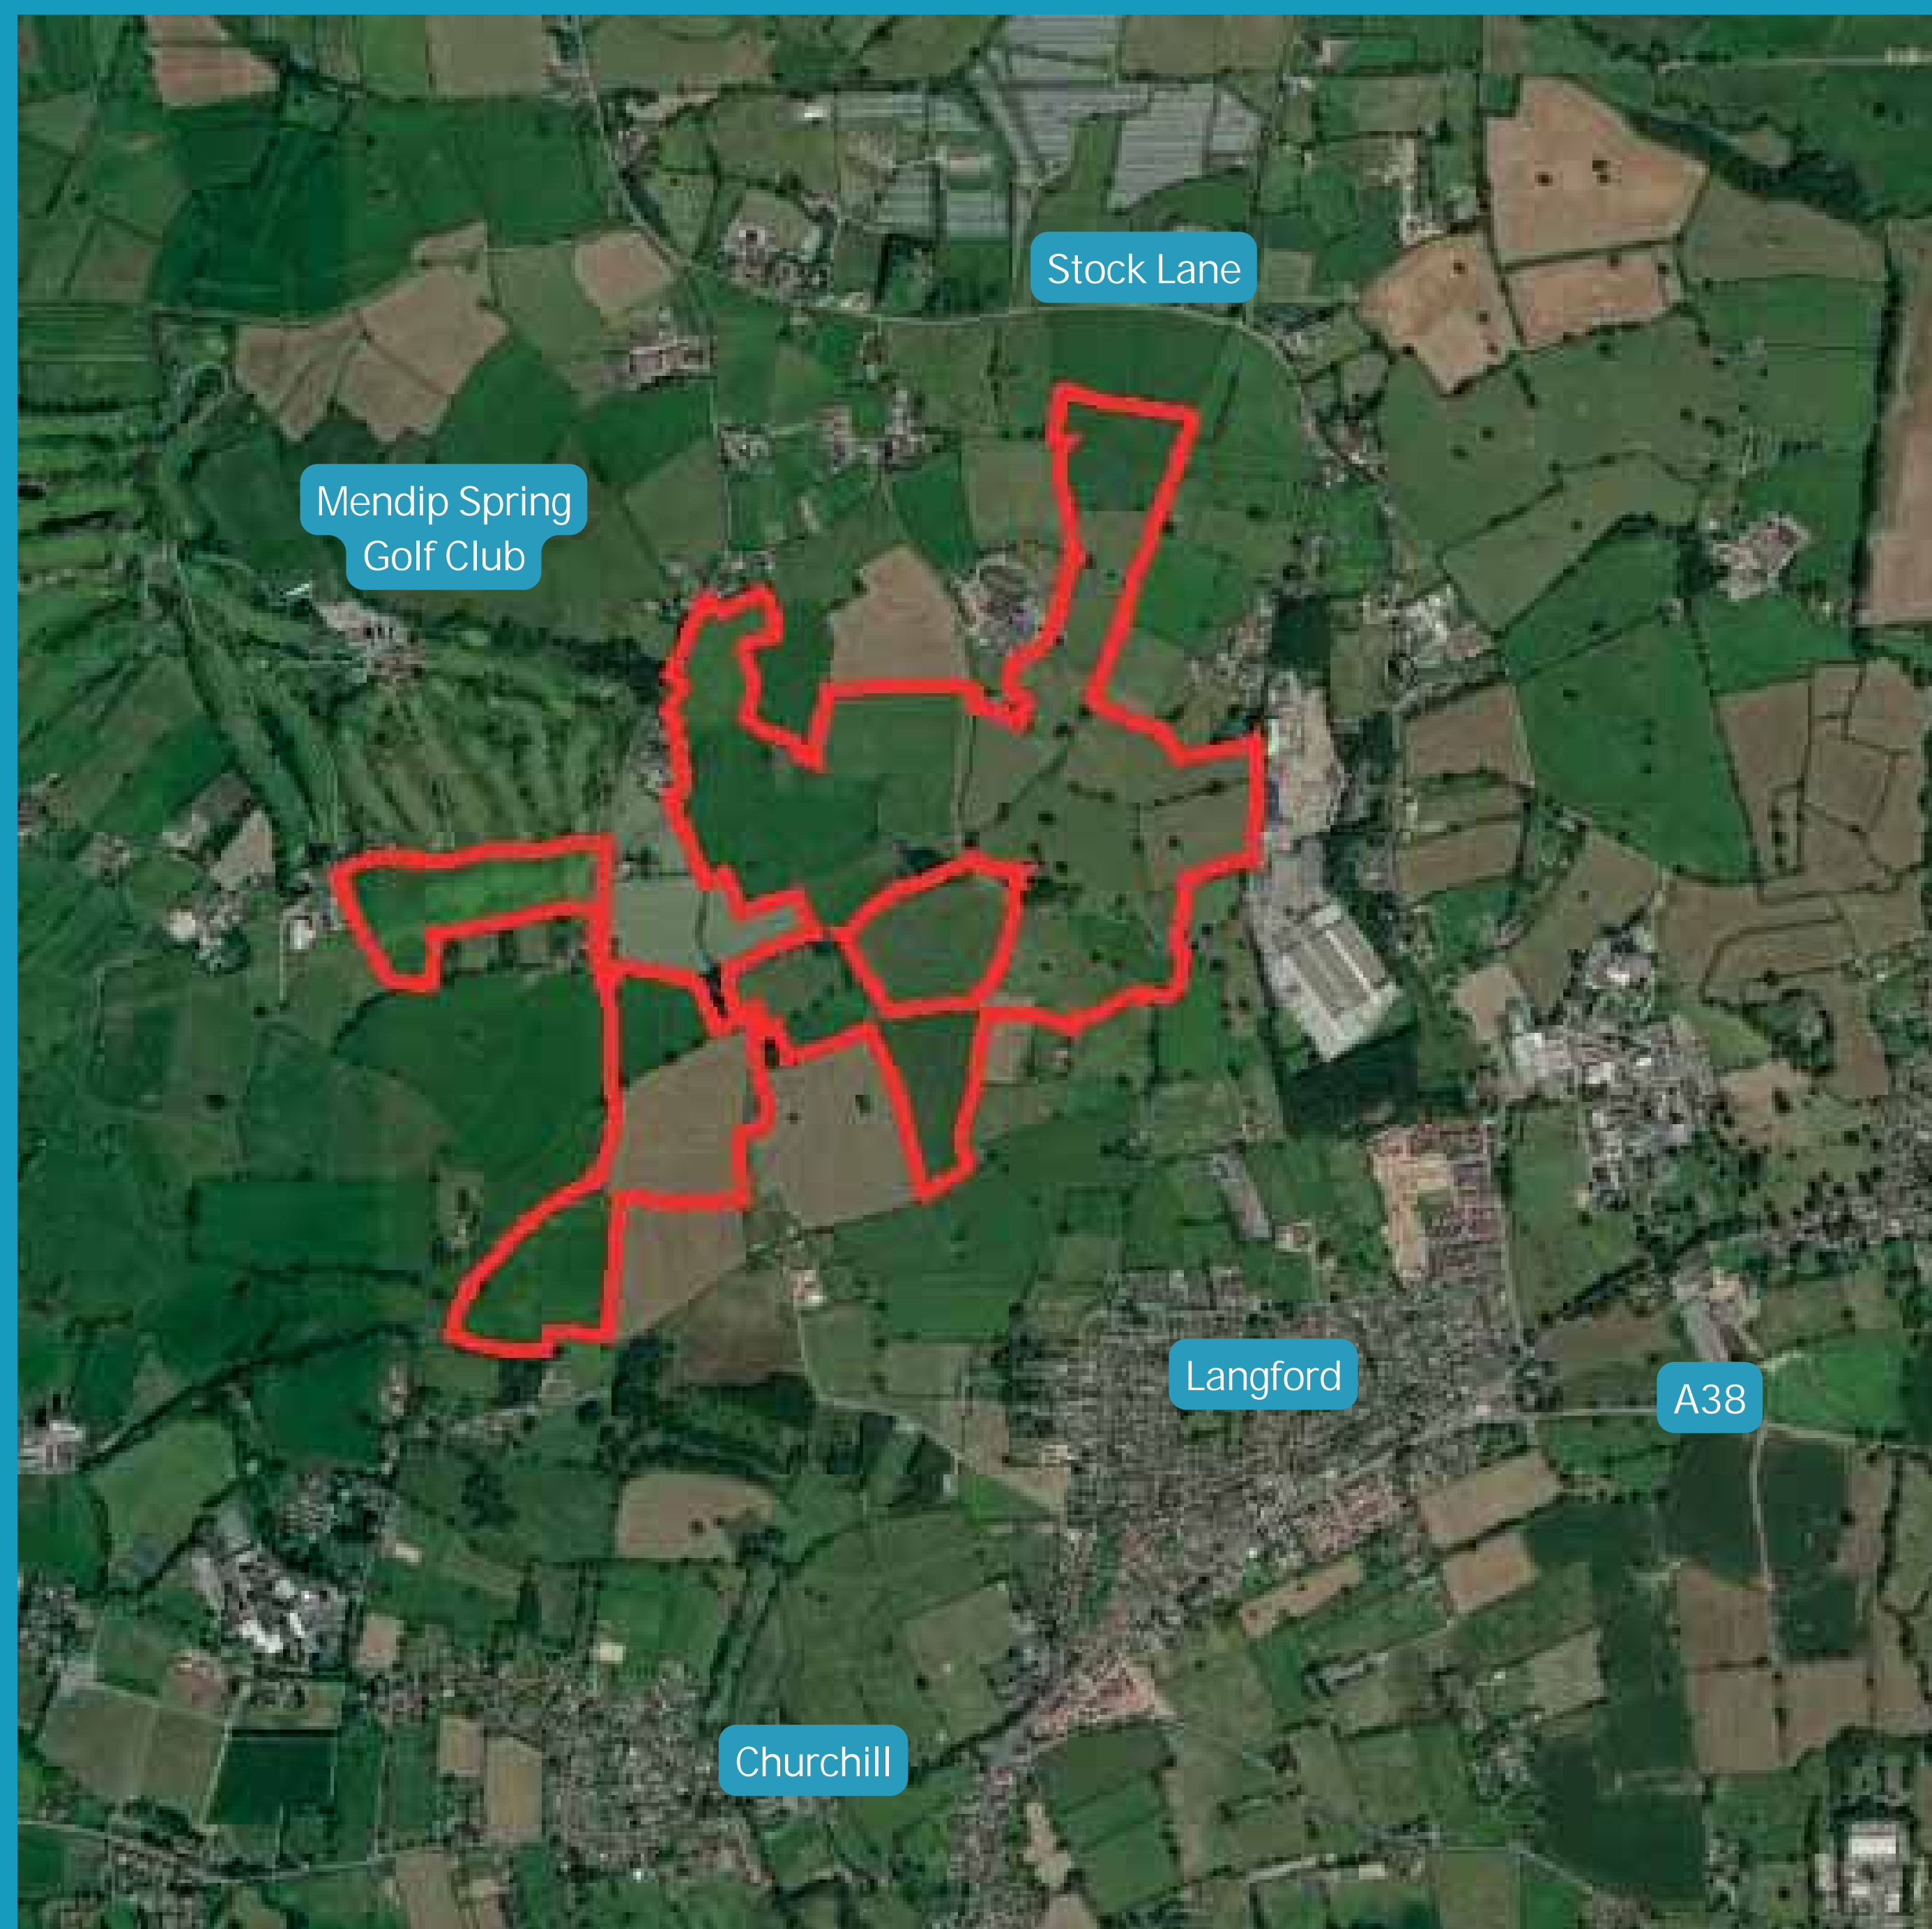 Stock Lane
Mendip Spring
Golf Club
Langford
A38
Churchill